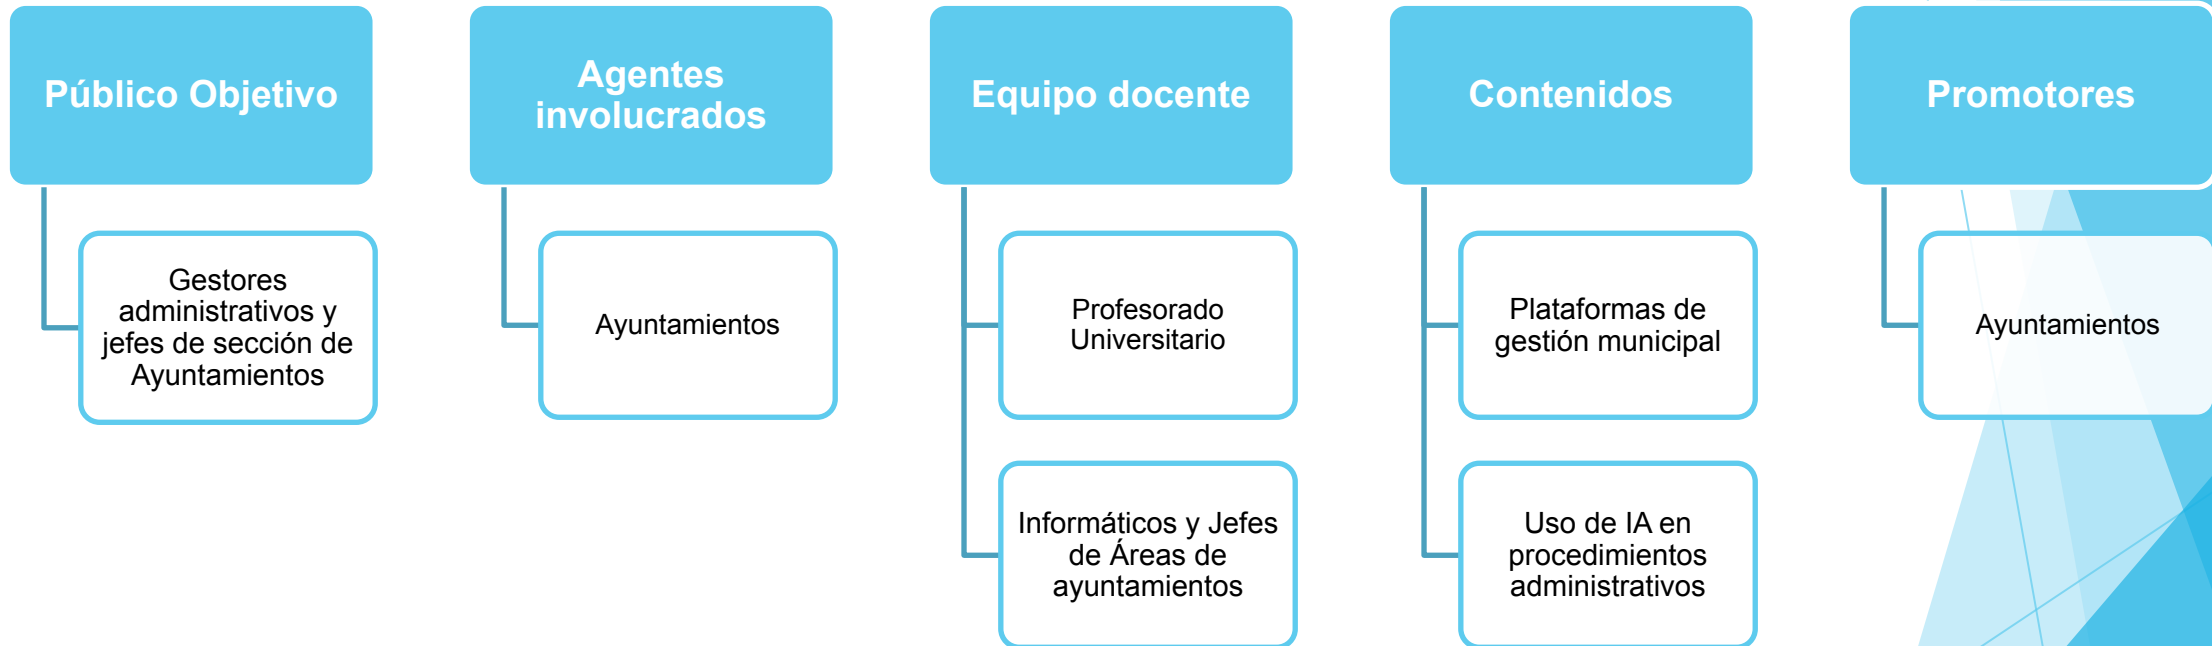 Público Objetivo
Gestores
administrativos y
jefes de sección de
Ayuntamientos
Agentes
involucrados
Ayuntamientos
Equipo docente
Profesorado
Universitario
Informáticos y Jefes
de Áreas de
ayuntamientos
Contenidos
Plataformas de
gestión municipal
Uso de IA en
procedimientos
administrativos
Promotores
Ayuntamientos